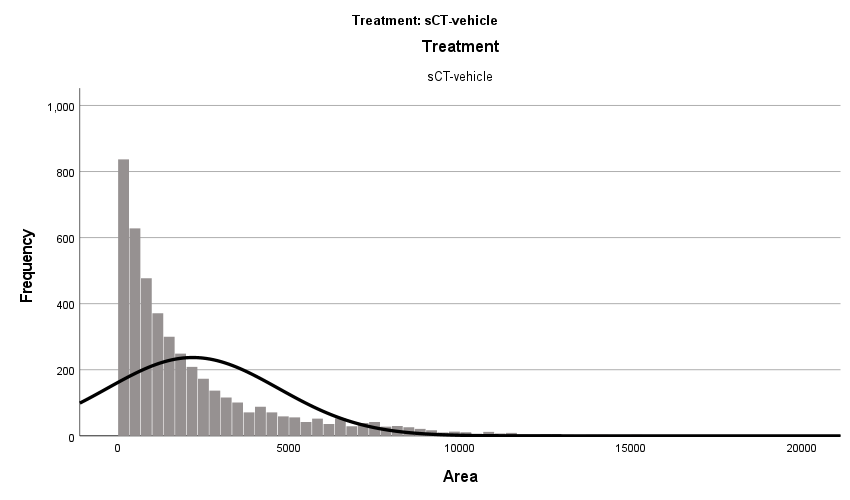 Treatment: sCT-vehicle
Treatment
sCT-vehicle
1,000
800
600
400
200
0
Frequency
0 5000 10000 15000 20000
Area